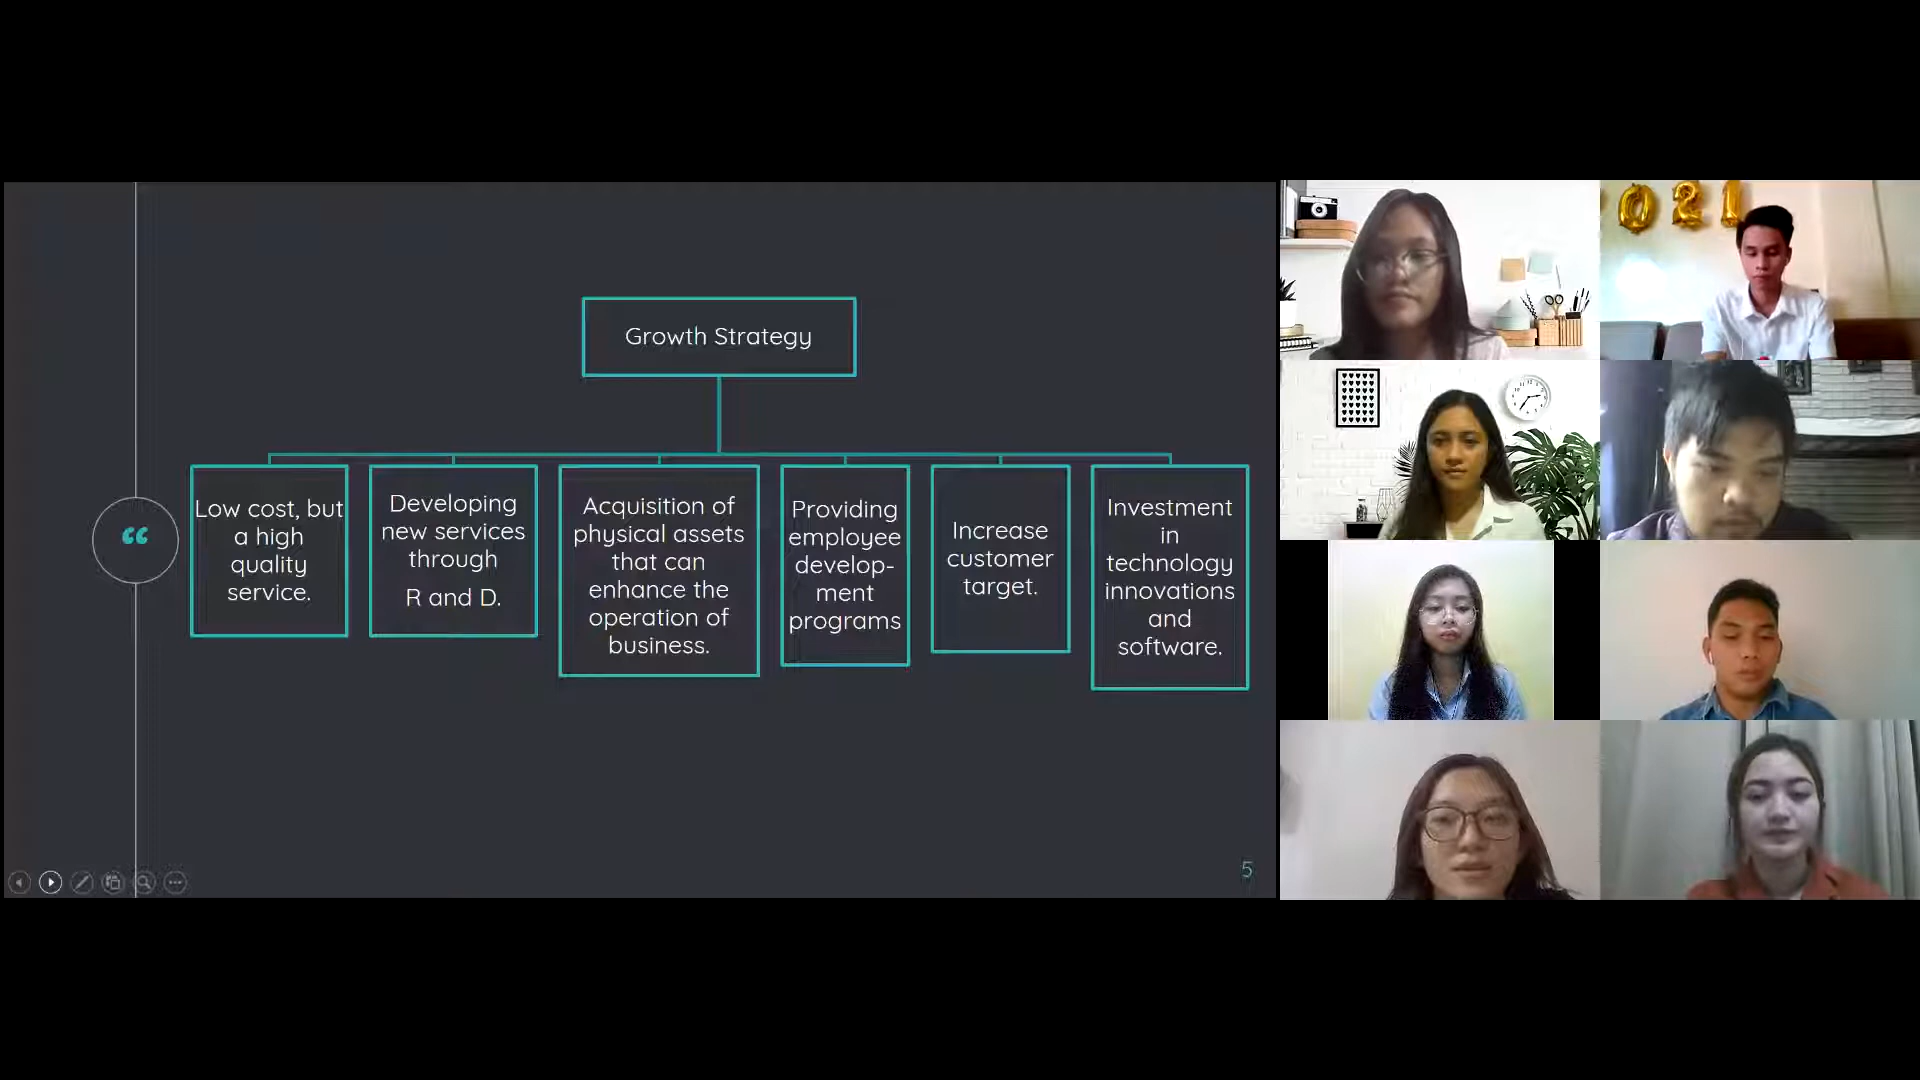 Growth Strategy
“
Low cost, but
a high
quality
service.
Developing
new services
through
R and D.
Acquisition of
physical assets
that can
enhance the
operation of
business.
Providing
employee
develop-
ment
programs
Increase
customer
target.
Investment
in
technology
innovations
and
software.
5
021